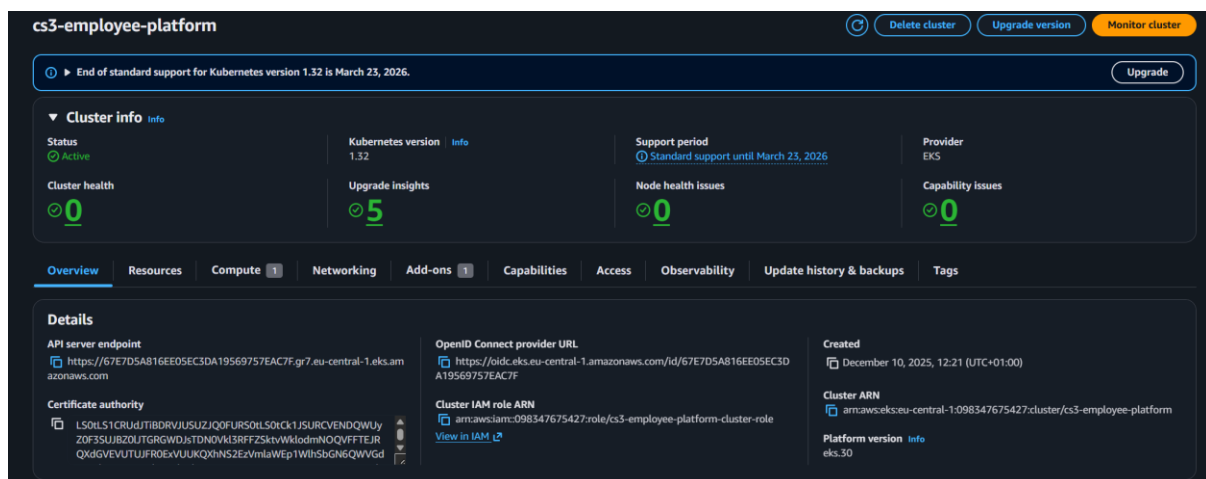 cs3-employee-platform
Delete cluster
Upgrade version
Monitor cluster
End of standard support for Kubernetes version 1.32 is March 23, 2026.
Upgrade
Cluster info Info
Status
Active
Kubernetes version Info
1.32
Support period
Standard support until March 23, 2026
Provider
EKS
Cluster health
0
Upgrade insights
5
Node health issues
0
Capability issues
0
Overview
Resources
Compute 1
Networking
Add-ons 1
Capabilities
Access
Observability
Update history & backups
Tags
Details
API server endpoint
https://67E7D5A816EE05EC3DA19569757EAC7F.gr7.eu-central-1.eks.am
azonaws.com
Certificate authority
OpenID Connect provider URL
https://oidc.eks.eu-central-1.amazonaws.com/id/67E7D5A816EE05EC3D
A19569757EAC7F
Cluster IAM role ARN
arn:aws:iam::098347675427:role/cs3-employee-platform-cluster-role
View in IAM
Created
December 10, 2025, 12:21 (UTC+01:00)
Cluster ARN
arn:aws:eks:eu-central-1:098347675427:cluster/cs3-employee-platform
Platform version Info
eks.30